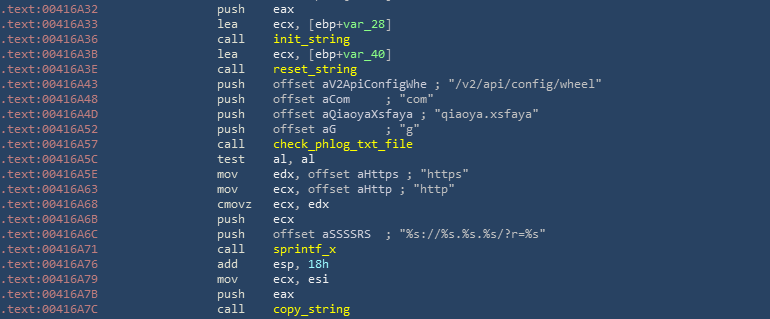 .text:00416A32 push eax
.text:00416A33 lea ecx, [ebp+var_28]
.text:00416A36 call init_string
.text:00416A3B lea ecx, [ebp+var_40]
.text:00416A3E call reset_string
.text:00416A43 push offset aV2ApiConfigWhe ; "/v2/api/config/wheel"
.text:00416A48 push offset aCom ; "com"
.text:00416A4D push offset aQiaoyaXsfaya ; "qiaoya.xsfaya"
.text:00416A52 push offset aG ; "g"
.text:00416A57 call check_phlog_txt_file
.text:00416A5C test al, al
.text:00416A5E mov edx, offset aHttps ; "https"
.text:00416A63 mov ecx, offset aHttp ; "http"
.text:00416A68 cmovz ecx, edx
.text:00416A6B push ecx
.text:00416A6C push offset aSSSSRS ; "%s://%s.%s.%s/?r=%s"
.text:00416A71 call sprintf_x
.text:00416A76 add esp, 18h
.text:00416A79 mov ecx, esi
.text:00416A7B push eax
.text:00416A7C call copy_string